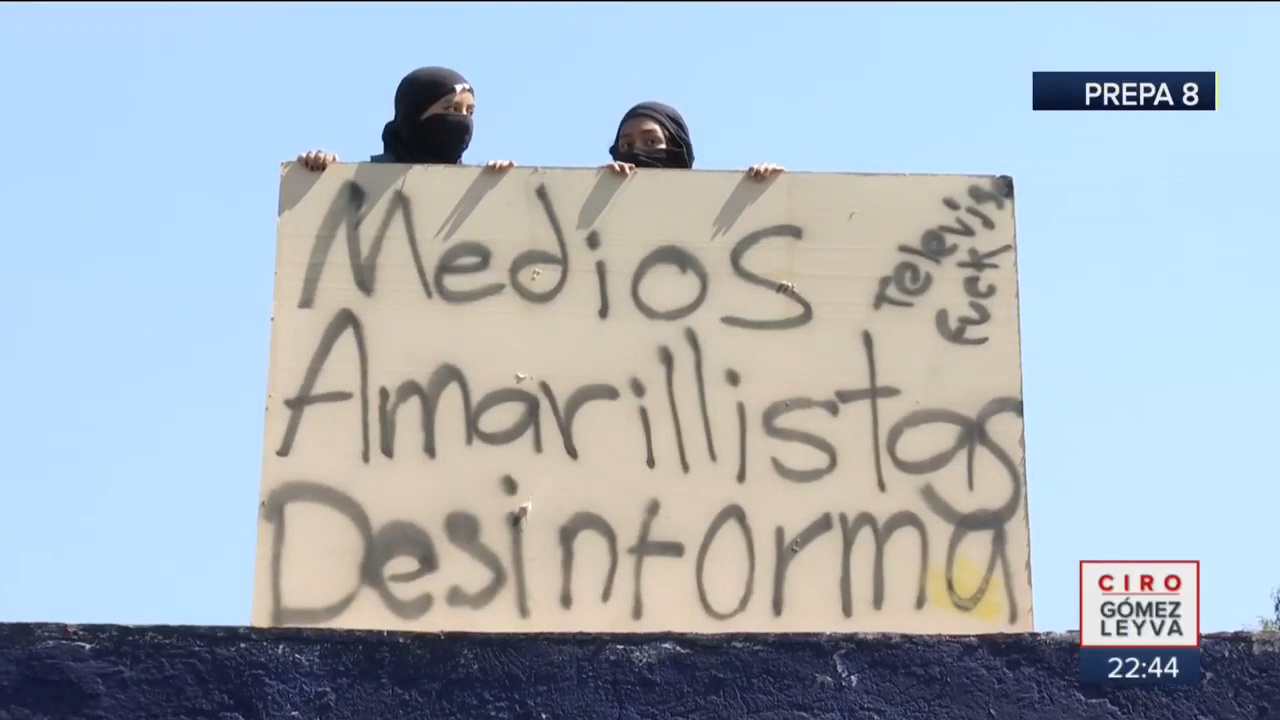 PREPA 8
Medios
Televisa
Fuck
Amarillistas
Desinforma
CIRO
GÓMEZ
LEYVA
22:44